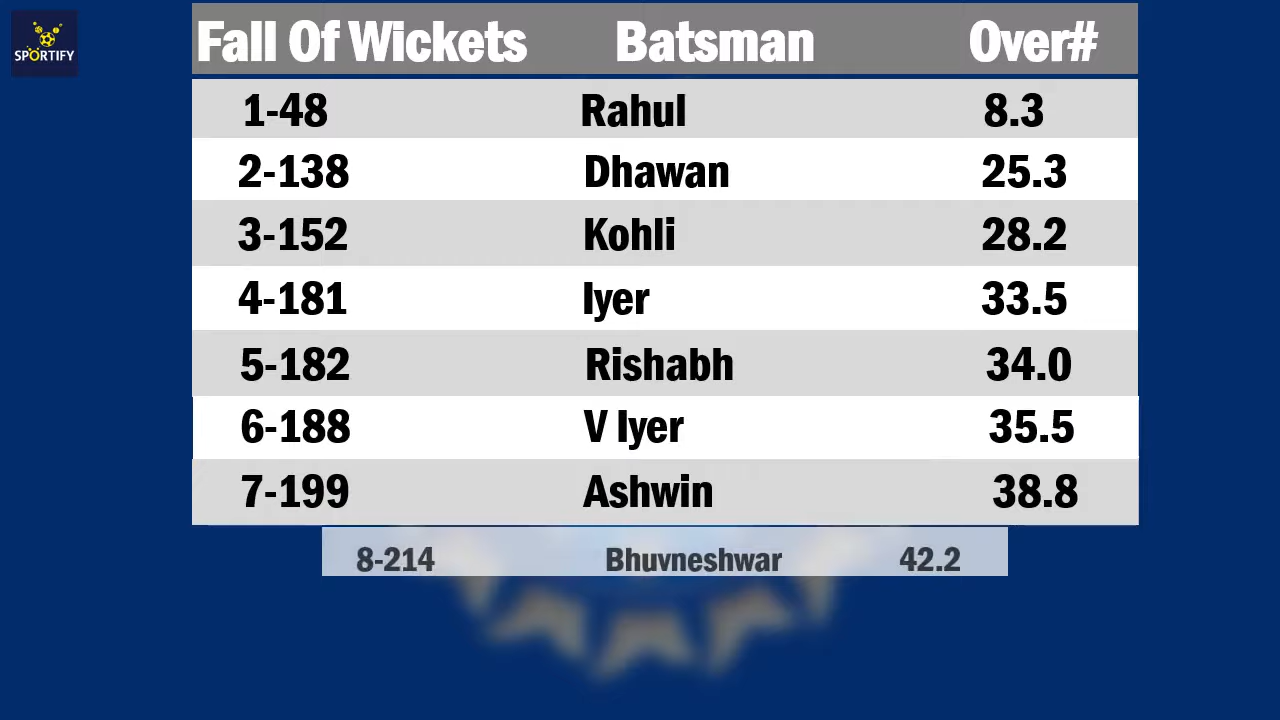 SPORTIFY
Fall Of Wickets Batsman Over#
1-48 Rahul 8.3
2-138 Dhawan 25.3
3-152 Kohli 28.2
4-181 Iyer 33.5
5-182 Rishabh 34.0
6-188 V Iyer 35.5
7-199 Ashwin 38.8
8-214 Bhuvneshwar 42.2